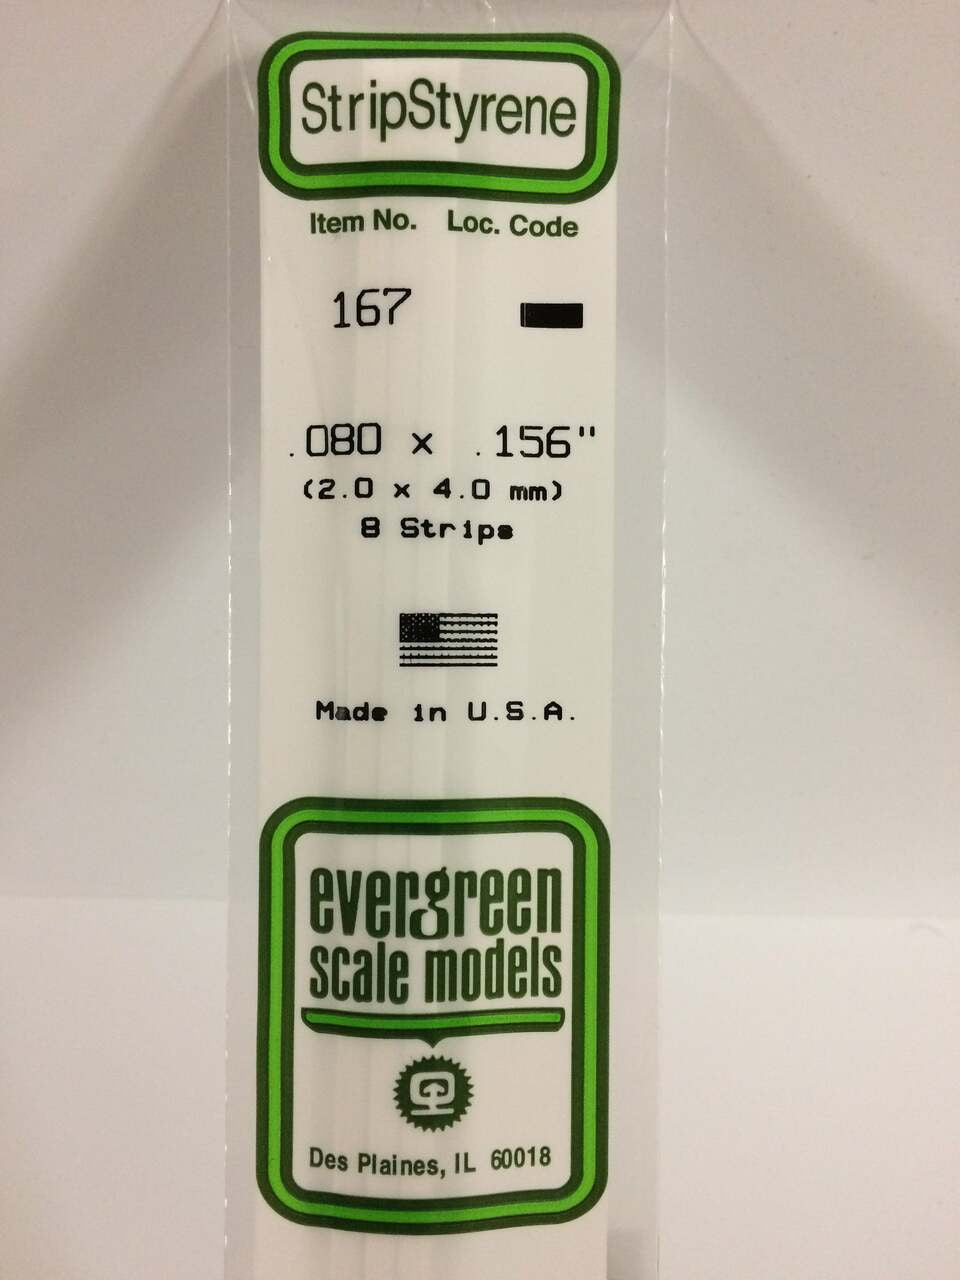 StripStyrene
Item No. Loc. Code
167
.080 x .156"
(2.0 x 4.0 mm)
8 Strips
Made in U.S.A.
evergreen
scale models
Des Plaines, IL 60018